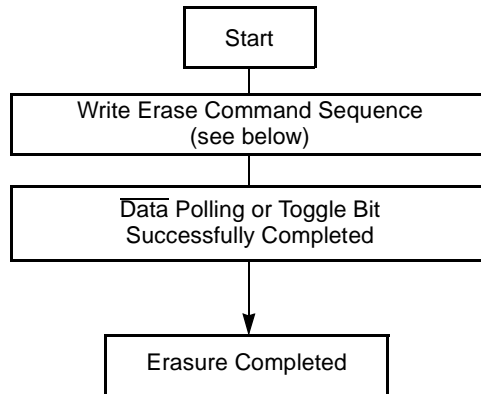 Start
Write Erase Command Sequence
(see below)
Data Polling or Toggle Bit
Successfully Completed
Erasure Completed